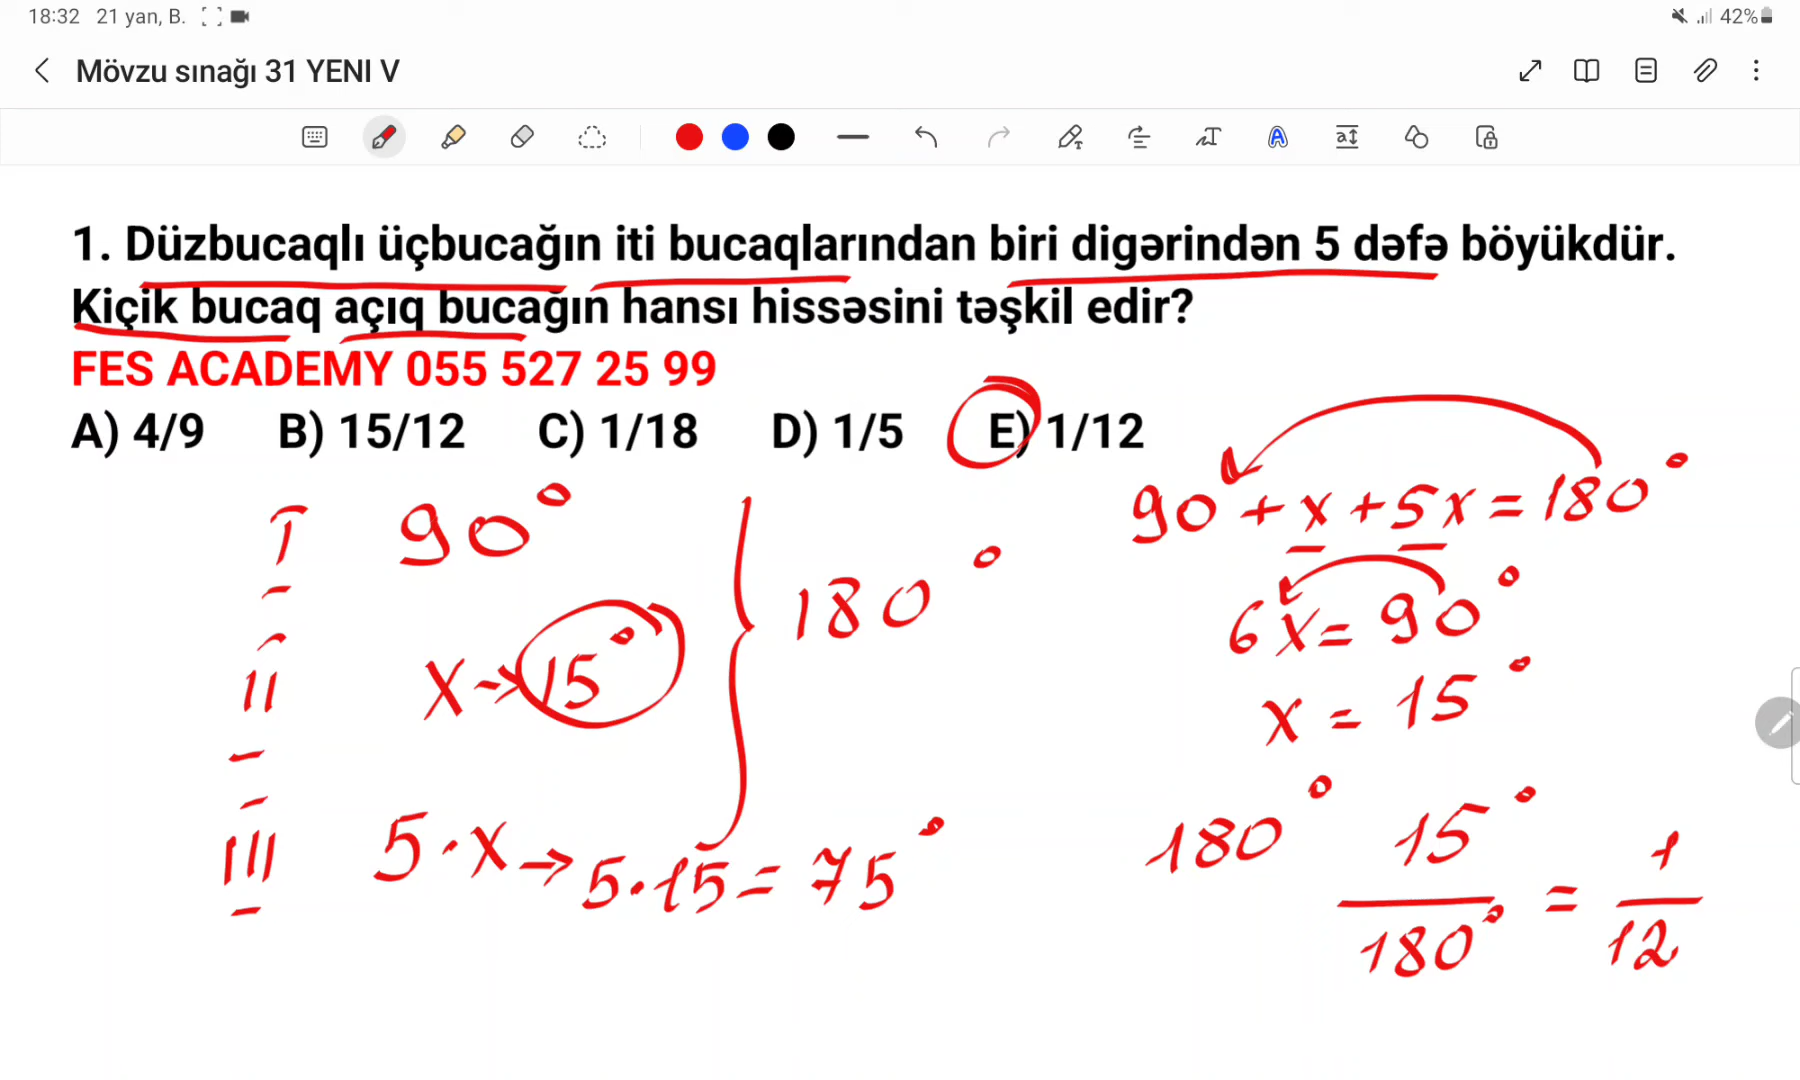 18:32 21 yan, B. 42%
Mövzu sınağı 31 YENI V
1. Düzbucaqlı üçbucağın iti bucaqlarından biri digərindən 5 dəfə böyükdür.
Kiçik bucaq açıq bucağın hansı hissəsini təşkil edir?
FES ACADEMY 055 527 25 99
A) 4/9 B) 15/12 C) 1/18 D) 1/5 E) 1/12
I 90°
II x→15°
III 5·x→5·15=75°
180°
90+x+5x=180°
6x=90°
x=15°
180° 15°/180° = 1/12